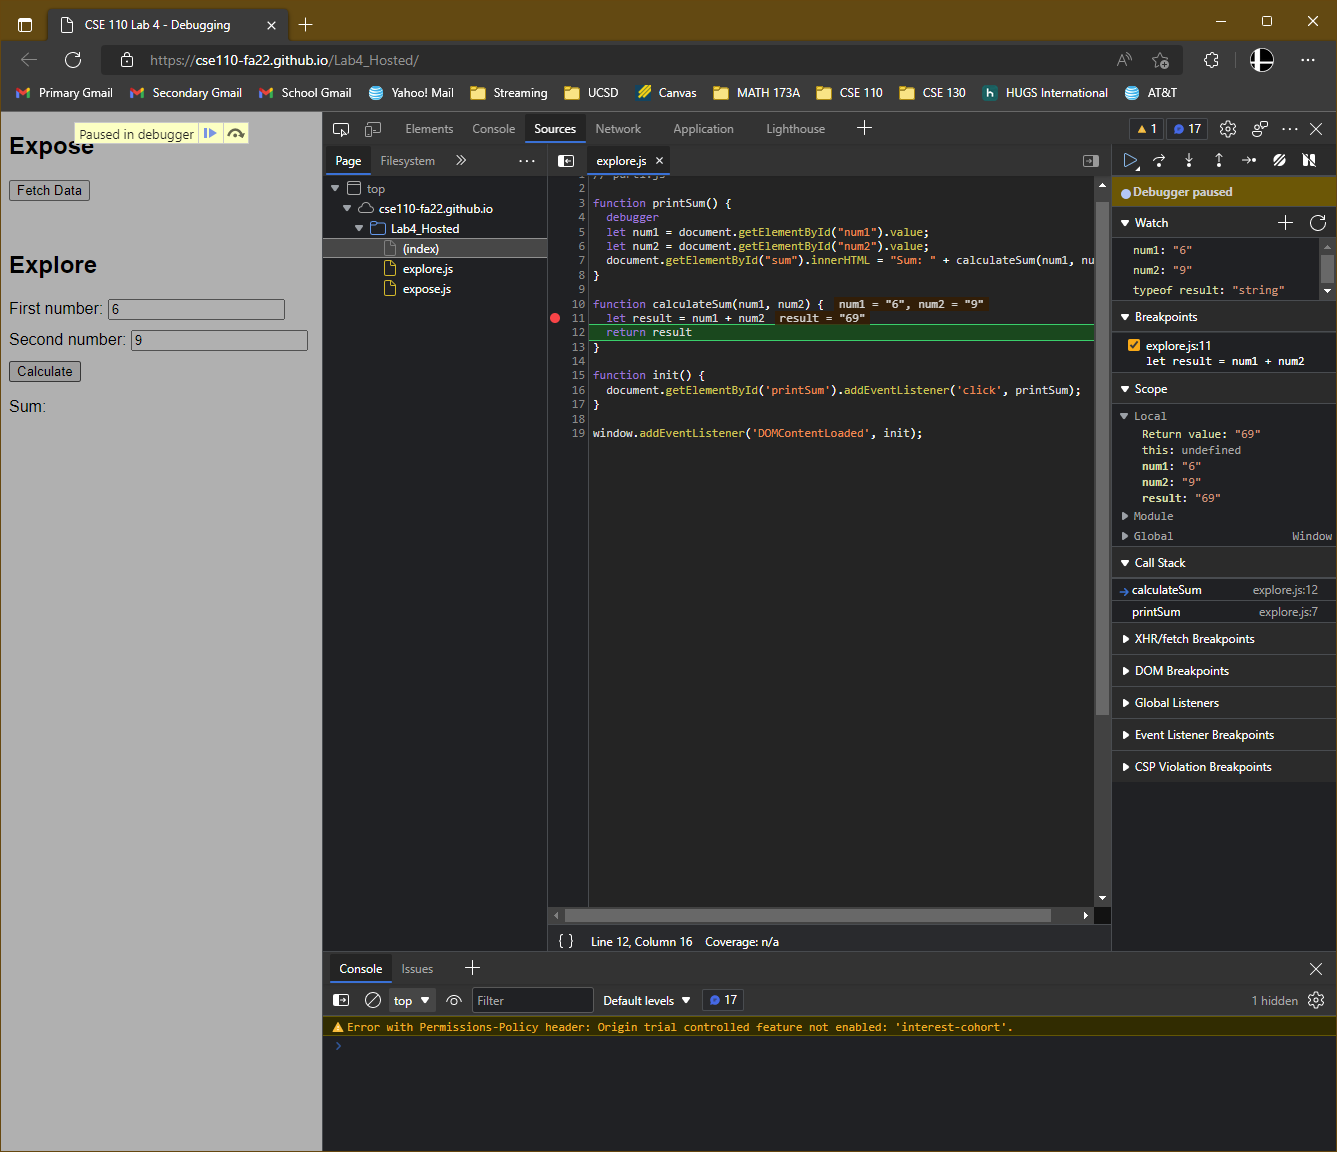 CSE 110 Lab 4 - Debugging
https://cse110-fa22.github.io/Lab4_Hosted/
Primary Gmail Secondary Gmail School Gmail Yahoo! Mail Streaming UCSD Canvas MATH 173A CSE 110 CSE 130 HUGS International AT&T
Paused in debugger
Expose
Fetch Data
Explore
First number: 6
Second number: 9
Calculate
Sum:
Elements Console Sources Network Application Lighthouse 1 17
Page Filesystem
top
cse110-fa22.github.io
Lab4_Hosted
(index)
explore.js
expose.js
explore.js
1 // part1.js
2
3 function printSum() {
4 debugger
5 let num1 = document.getElementById("num1").value;
6 let num2 = document.getElementById("num2").value;
7 document.getElementById("sum").innerHTML = "Sum: " + calculateSum(num1, nu
8 }
9
10 function calculateSum(num1, num2) { num1 = "6", num2 = "9"
11 let result = num1 + num2 result = "69"
12 return result
13 }
14
15 function init() {
16 document.getElementById('printSum').addEventListener('click', printSum);
17 }
18
19 window.addEventListener('DOMContentLoaded', init);
{ } Line 12, Column 16 Coverage: n/a
Debugger paused
Watch
num1: "6"
num2: "9"
typeof result: "string"
Breakpoints
explore.js:11
let result = num1 + num2
Scope
Local
Return value: "69"
this: undefined
num1: "6"
num2: "9"
result: "69"
Module
Global Window
Call Stack
calculateSum explore.js:12
printSum explore.js:7
XHR/fetch Breakpoints
DOM Breakpoints
Global Listeners
Event Listener Breakpoints
CSP Violation Breakpoints
Console Issues
top Filter Default levels 17 1 hidden
Error with Permissions-Policy header: Origin trial controlled feature not enabled: 'interest-cohort'.